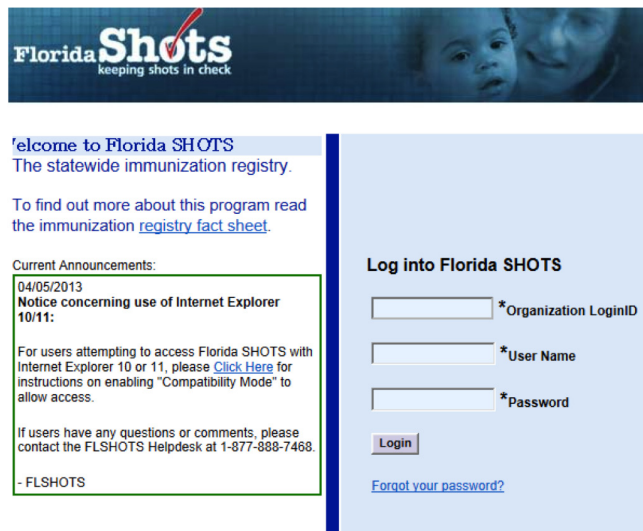 Florida Shots
keeping shots in check
elcome to Florida SHOTS
The statewide immunization registry.
To find out more about this program read
the immunization registry fact sheet.
Current Announcements:
04/05/2013
Notice concerning use of Internet Explorer
10/11:
For users attempting to access Florida SHOTS with
Internet Explorer 10 or 11, please Click Here for
instructions on enabling "Compatibility Mode" to
allow access.
If users have any questions or comments, please
contact the FLSHOTS Helpdesk at 1-877-888-7468.
- FLSHOTS
Log into Florida SHOTS
*Organization LoginID
*User Name
*Password
Login
Forgot your password?